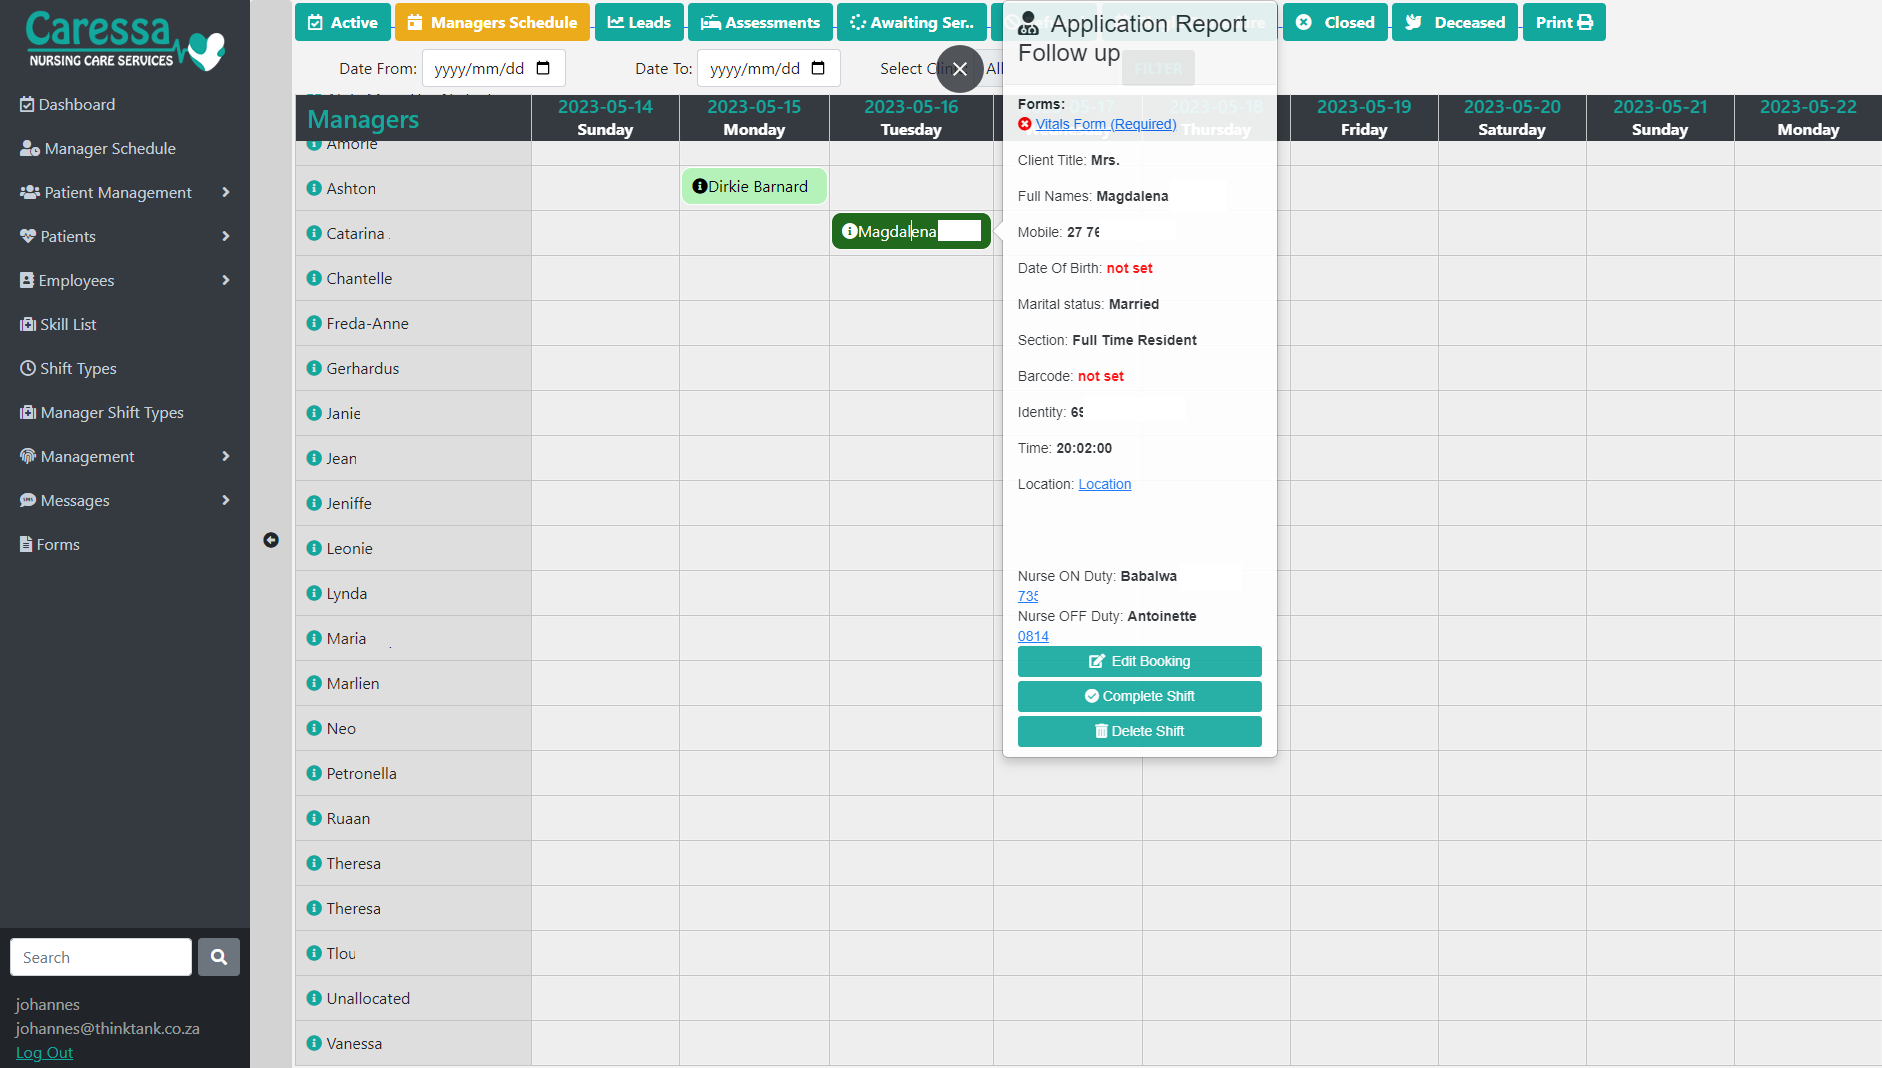 Caressa
NURSING CARE SERVICES
Dashboard
Manager Schedule
Patient Management
Patients
Employees
Skill List
Shift Types
Manager Shift Types
Management
Messages
Forms
Search
johannes
johannes@thinktank.co.za
Log Out
Active
Managers Schedule
Leads
Assessments
Awaiting Ser..
Closed
Deceased
Print
Date From: yyyy/mm/dd
Date To: yyyy/mm/dd
Select Cli
All
FILTER
Managers
2023-05-14
Sunday
2023-05-15
Monday
2023-05-16
Tuesday
17
18
Thursday
2023-05-19
Friday
2023-05-20
Saturday
2023-05-21
Sunday
2023-05-22
Monday
Amorie
Ashton
Dirkie Barnard
Catarina
Magdalena
Chantelle
Freda-Anne
Gerhardus
Janie
Jean
Jeniffe
Leonie
Lynda
Maria
Marlien
Neo
Petronella
Ruaan
Theresa
Theresa
Tlou
Unallocated
Vanessa
Application Report
Follow up
Forms:
Vitals Form (Required)
Client Title: Mrs.
Full Names: Magdalena
Mobile: 27 76
Date Of Birth: not set
Marital status: Married
Section: Full Time Resident
Barcode: not set
Identity: 69
Time: 20:02:00
Location: Location
Nurse ON Duty: Babalwa
735
Nurse OFF Duty: Antoinette
0814
Edit Booking
Complete Shift
Delete Shift